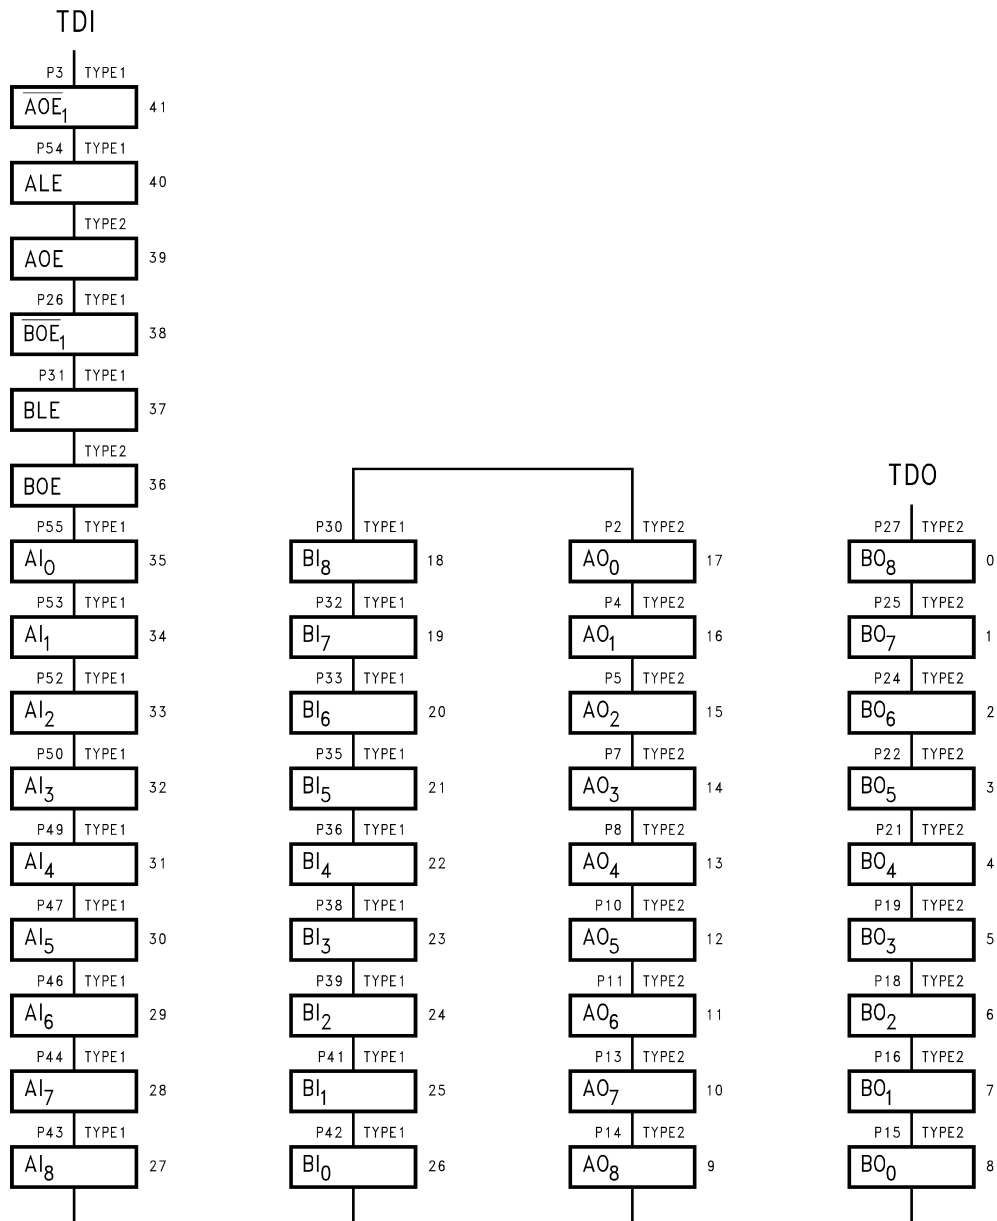 TDI
P3 TYPE1
AOE1 41
P54 TYPE1
ALE 40
TYPE2
AOE 39
P26 TYPE1
BOE1 38
P31 TYPE1
BLE 37
TYPE2
BOE 36
P55 TYPE1
AI0 35
P53 TYPE1
AI1 34
P52 TYPE1
AI2 33
P50 TYPE1
AI3 32
P49 TYPE1
AI4 31
P47 TYPE1
AI5 30
P46 TYPE1
AI6 29
P44 TYPE1
AI7 28
P43 TYPE1
AI8 27
P30 TYPE1
BI8 18
P32 TYPE1
BI7 19
P33 TYPE1
BI6 20
P35 TYPE1
BI5 21
P36 TYPE1
BI4 22
P38 TYPE1
BI3 23
P39 TYPE1
BI2 24
P41 TYPE1
BI1 25
P42 TYPE1
BI0 26
P2 TYPE2
AO0 17
P4 TYPE2
AO1 16
P5 TYPE2
AO2 15
P7 TYPE2
AO3 14
P8 TYPE2
AO4 13
P10 TYPE2
AO5 12
P11 TYPE2
AO6 11
P13 TYPE2
AO7 10
P14 TYPE2
AO8 9
TDO
P27 TYPE2
BO8 0
P25 TYPE2
BO7 1
P24 TYPE2
BO6 2
P22 TYPE2
BO5 3
P21 TYPE2
BO4 4
P19 TYPE2
BO3 5
P18 TYPE2
BO2 6
P16 TYPE2
BO1 7
P15 TYPE2
BO0 8